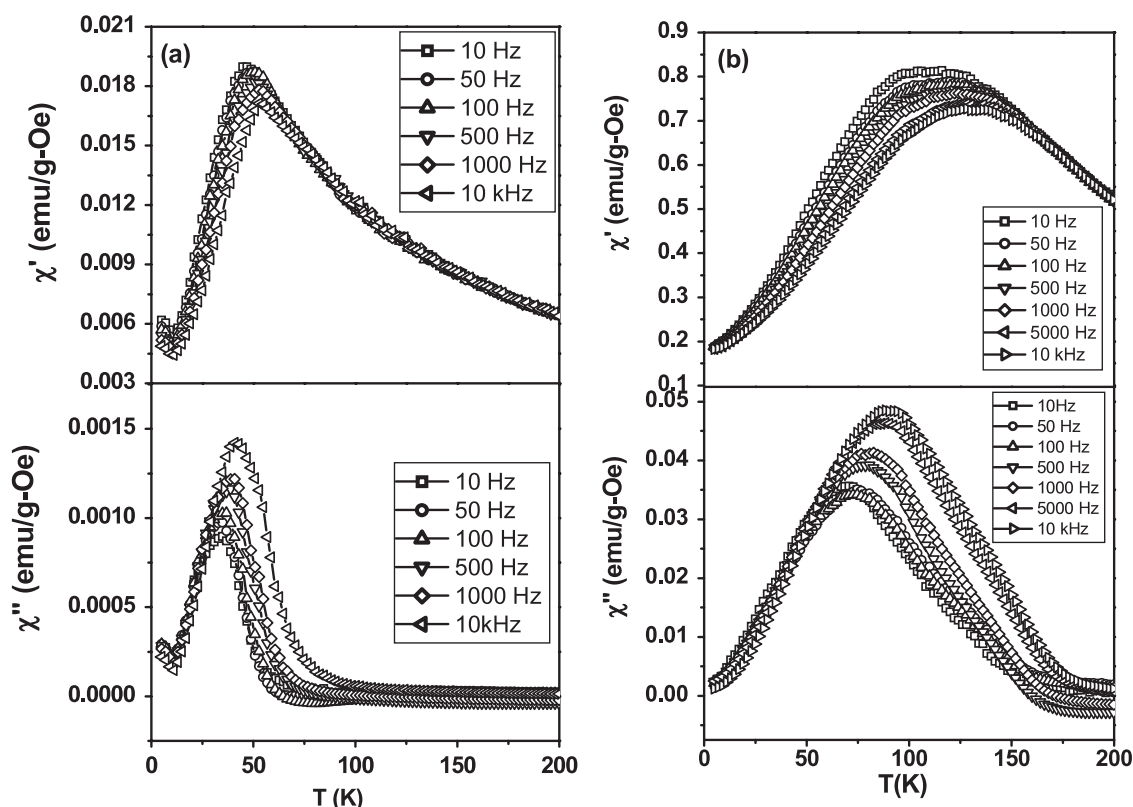 (a)
0.021
0.018
0.015
0.012
0.009
0.006
0.003
χ' (emu/g-Oe)
10 Hz
50 Hz
100 Hz
500 Hz
1000 Hz
10 kHz
0.0015
0.0010
0.0005
0.0000
χ" (emu/g-Oe)
10 Hz
50 Hz
100 Hz
500 Hz
1000 Hz
10kHz
0 50 100 150 200
T (K)
(b)
0.9
0.8
0.7
0.6
0.5
0.4
0.3
0.2
0.1
χ' (emu/g-Oe)
10 Hz
50 Hz
100 Hz
500 Hz
1000 Hz
5000 Hz
10 kHz
0.05
0.04
0.03
0.02
0.01
0.00
χ" (emu/g-Oe)
10Hz
50 Hz
100 Hz
500 Hz
1000 Hz
5000 Hz
10 kHz
0 50 100 150 200
T(K)